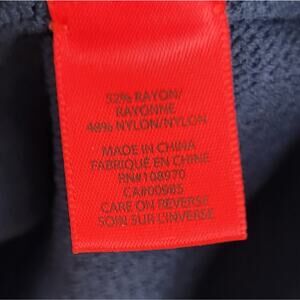 52% RAYON/
RAYONNE
48% NYLON/NYLON
MADE IN CHINA
FABRIQUÉ EN CHINE
RN#108970
CA#00985
CARE ON REVERSE
SOIN SUR L'INVERSE